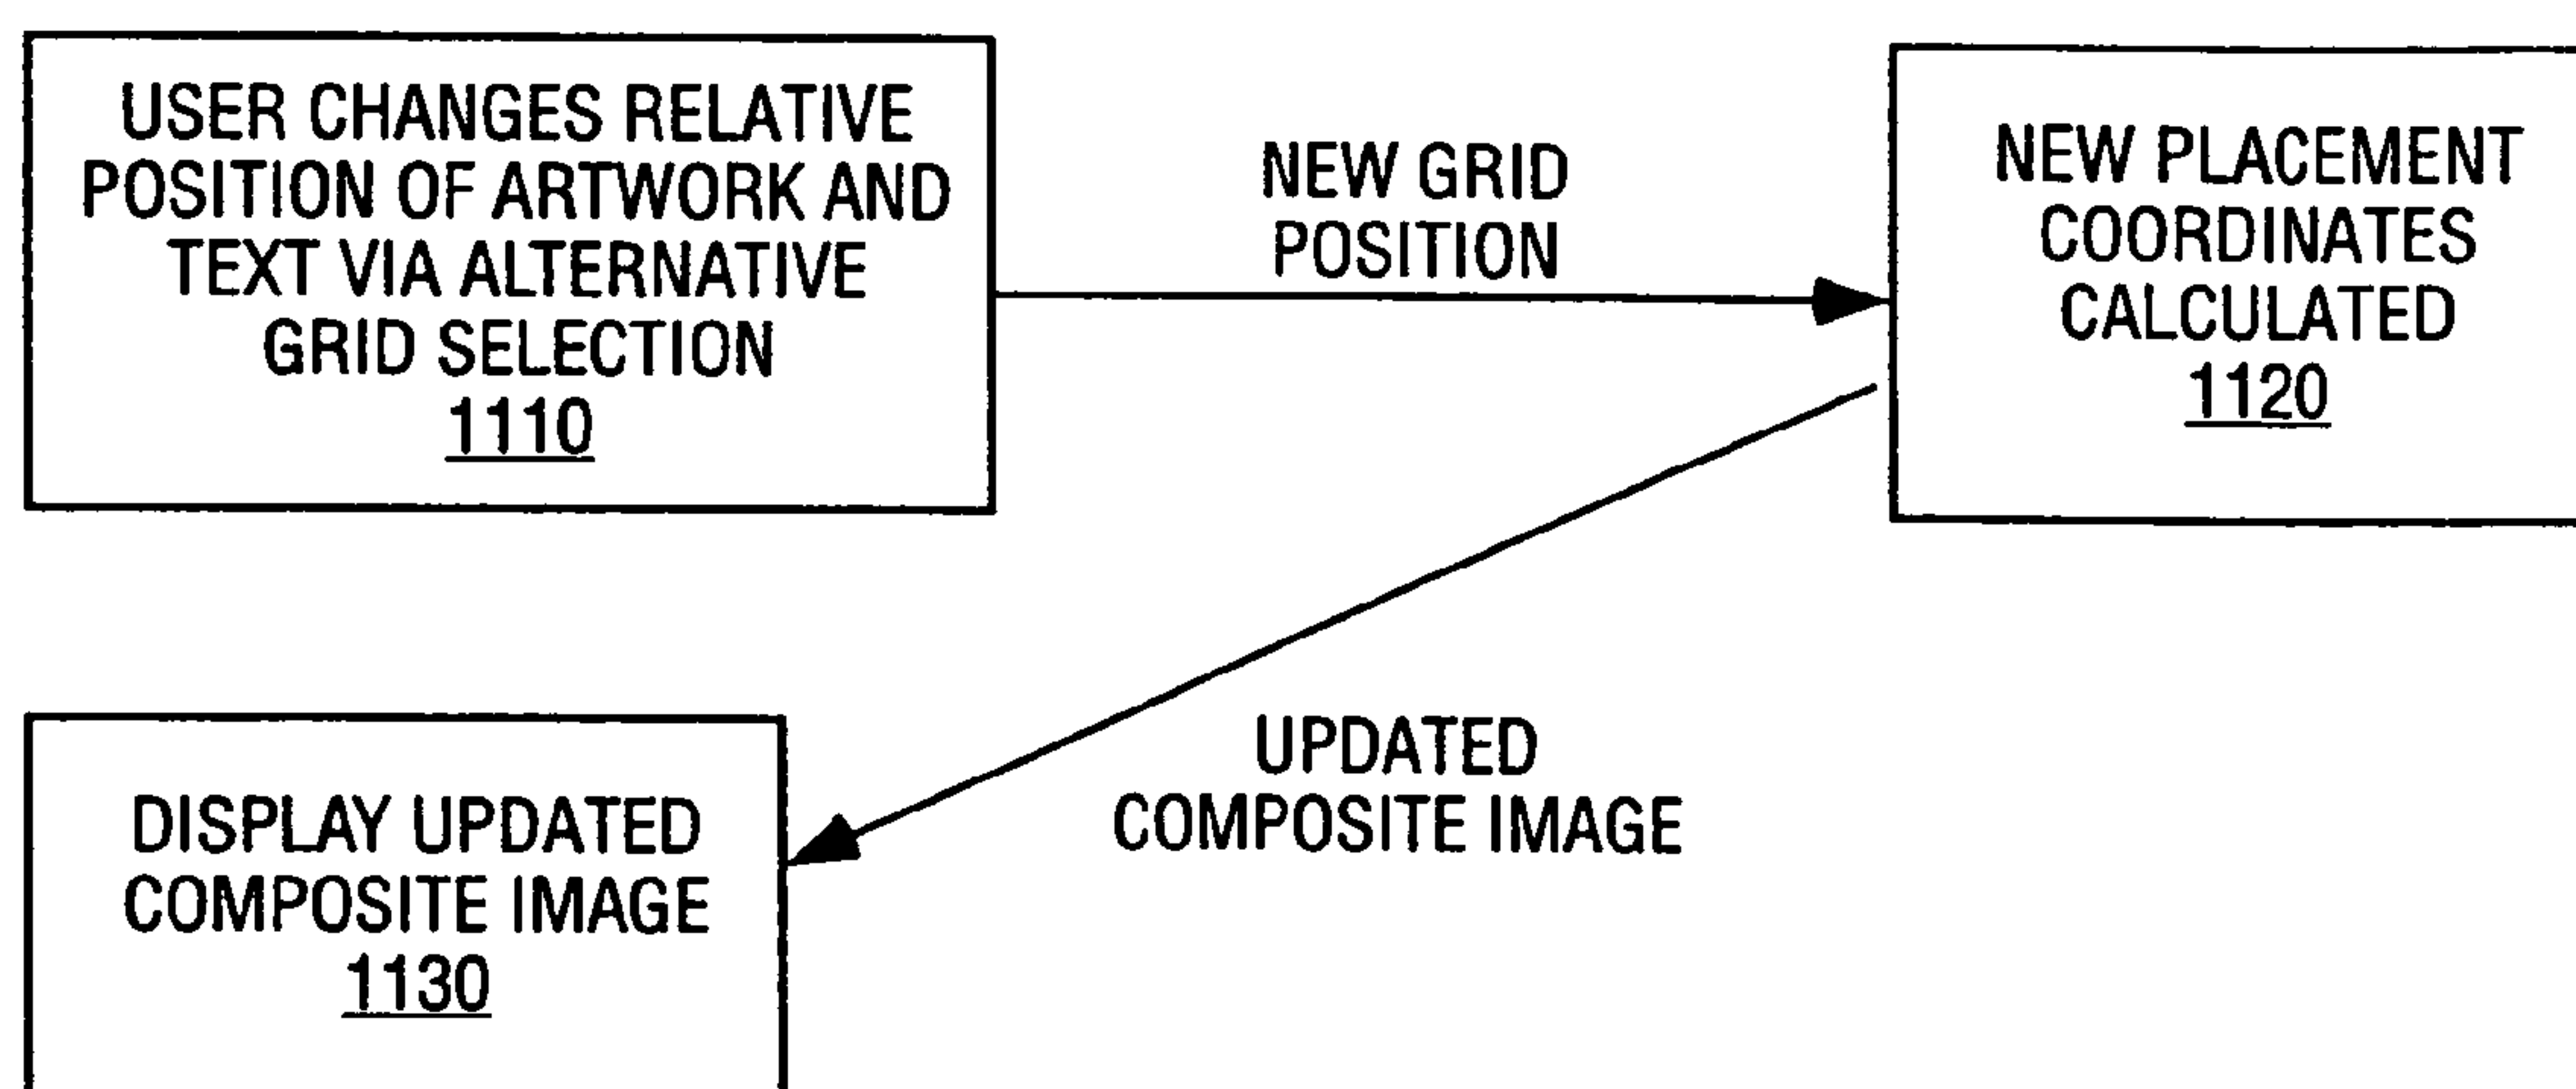 USER CHANGES RELATIVE
POSITION OF ARTWORK AND
TEXT VIA ALTERNATIVE
GRID SELECTION
1110
NEW GRID
POSITION
NEW PLACEMENT
COORDINATES
CALCULATED
1120
UPDATED
COMPOSITE IMAGE
DISPLAY UPDATED
COMPOSITE IMAGE
1130